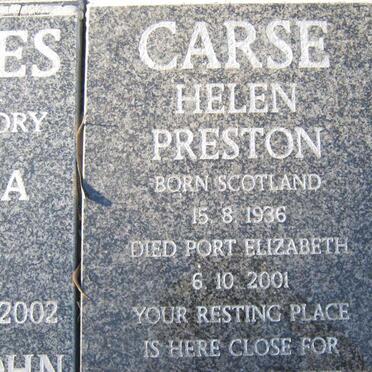 ES
ORY
A
2002
OHN
CARSE
HELEN
PRESTON
BORN SCOTLAND
15. 8. 1936
DIED PORT ELIZABETH
6. 10. 2001
YOUR RESTING PLACE
IS HERE CLOSE FOR